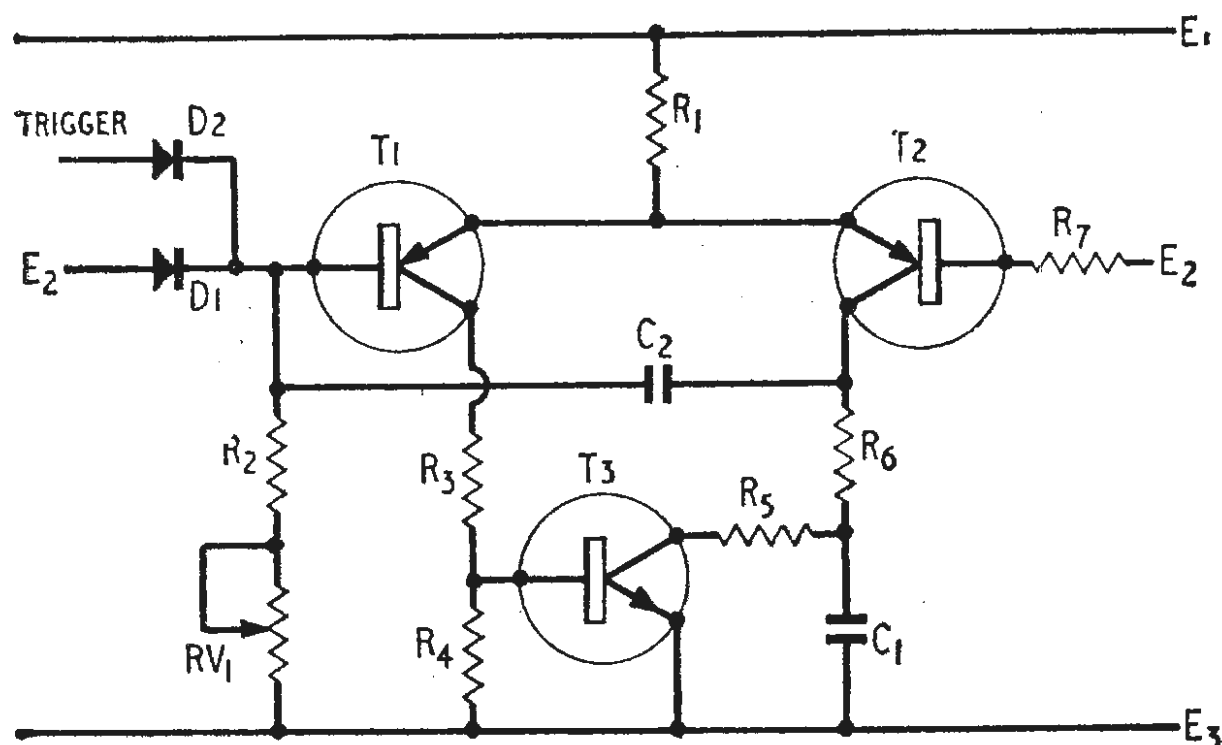 E₁
R₁
TRIGGER
D2
T1
T2
R₇
E₂
D1
E₂
C₂
R₂
R₃
T3
R₅
R₆
RV₁
R₄
C₁
E₃